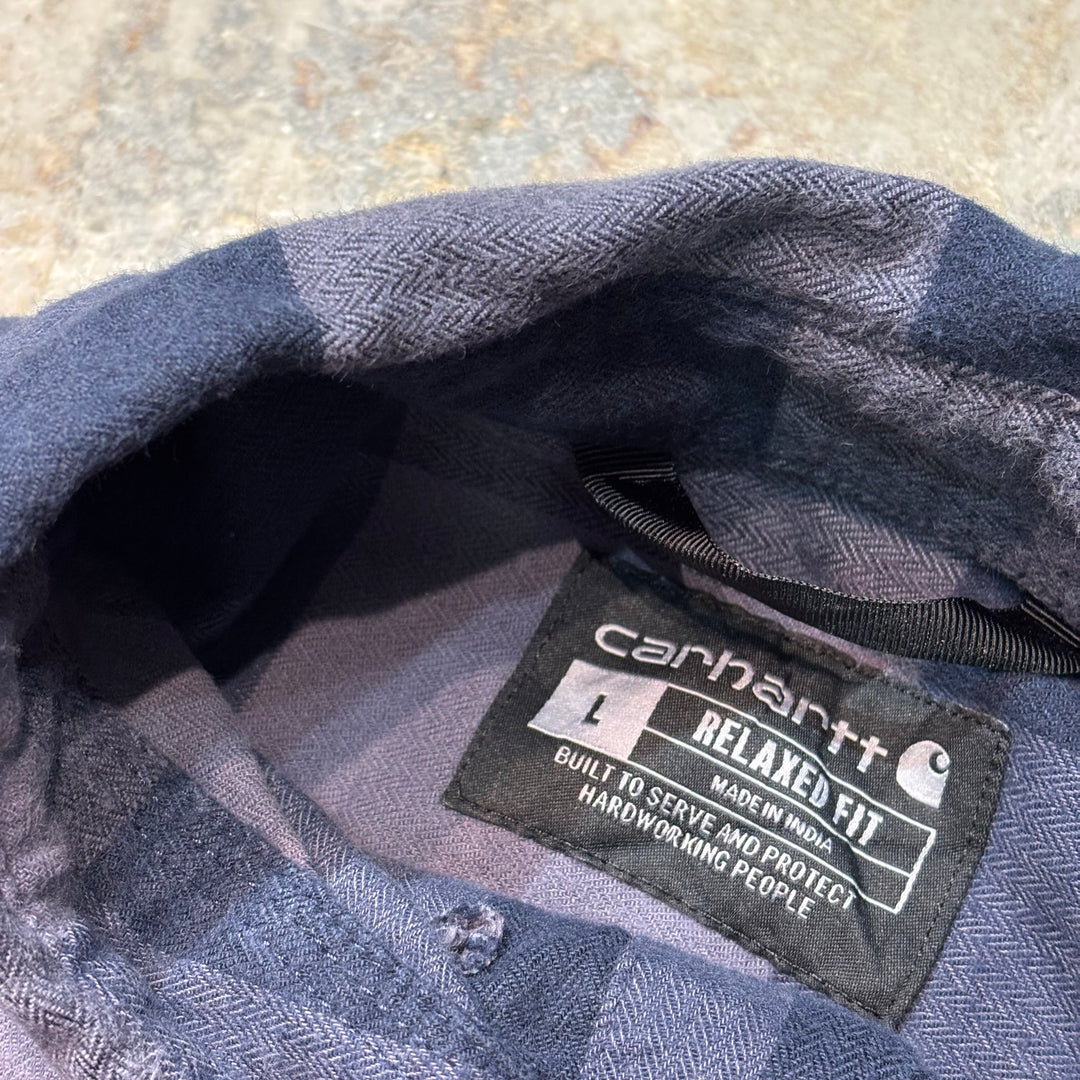 carhartt
L
RELAXED FIT
MADE IN INDIA
BUILT TO SERVE AND PROTECT
HARDWORKING PEOPLE